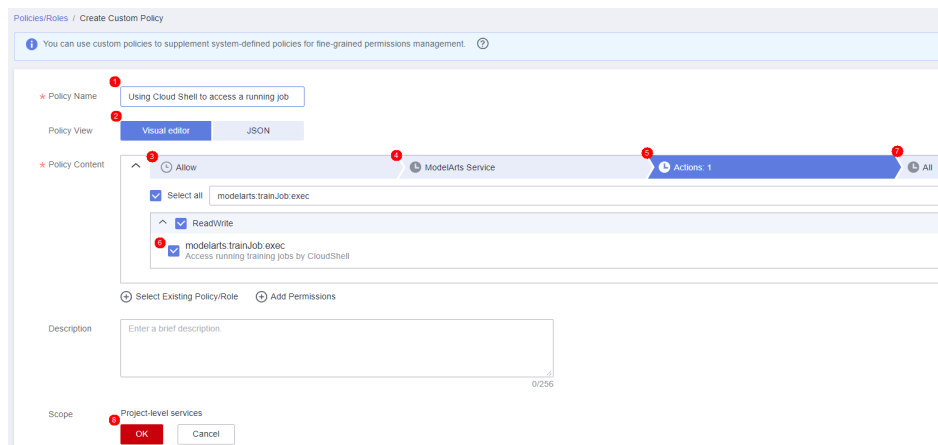 Policies/Roles / Create Custom Policy
You can use custom policies to supplement system-defined policies for fine-grained permissions management.
1
* Policy Name Using Cloud Shell to access a running job
2
Policy View Visual editor JSON
* Policy Content 3 Allow 4 ModelArts Service 5 Actions: 1 7 All
Select all modelarts:trainJob:exec
ReadWrite
6 modelarts:trainJob:exec
Access running training jobs by CloudShell
Select Existing Policy/Role Add Permissions
Description Enter a brief description.
0/256
Scope Project-level services
8
OK Cancel